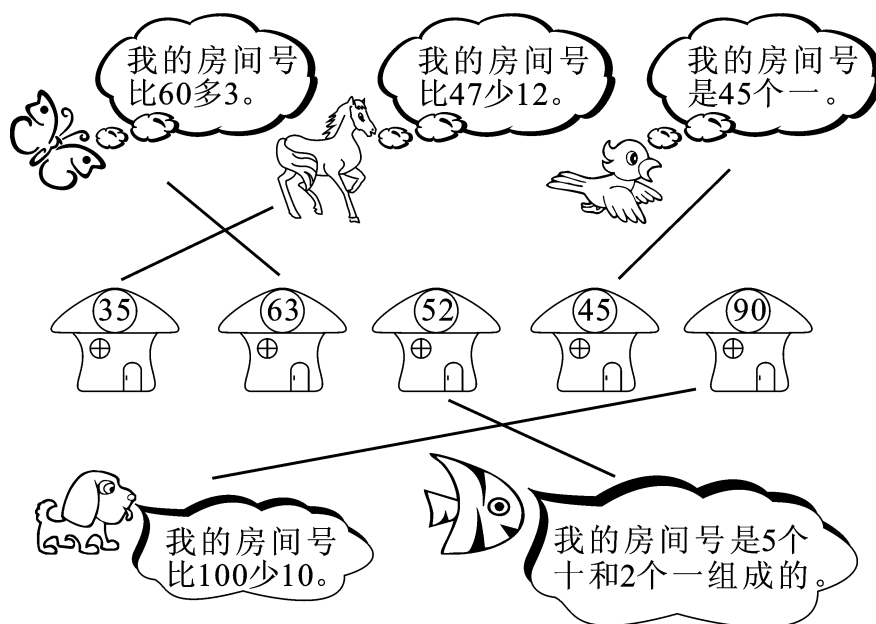 我的房间号
比60多3。
我的房间号
比47少12。
我的房间号
是45个一。
35
63
52
45
90
我的房间号
比100少10。
我的房间号是5个
十和2个一组成的。